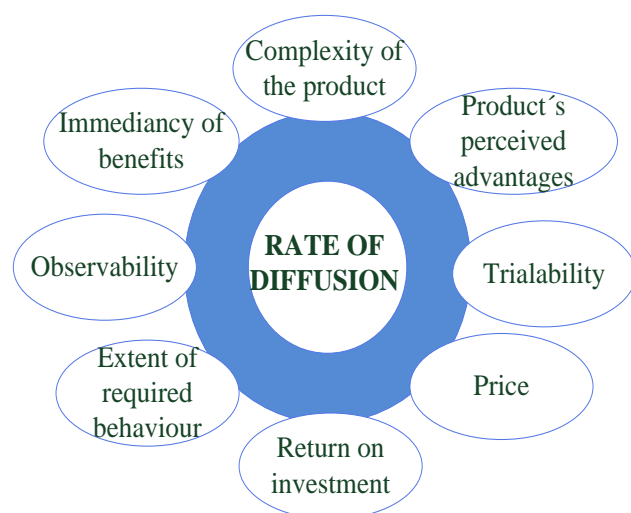 Complexity of
the product
Product´s
perceived
advantages
Immediancy of
benefits
RATE OF
DIFFUSION
Observability
Trialability
Extent of
required
behaviour
Price
Return on
investment